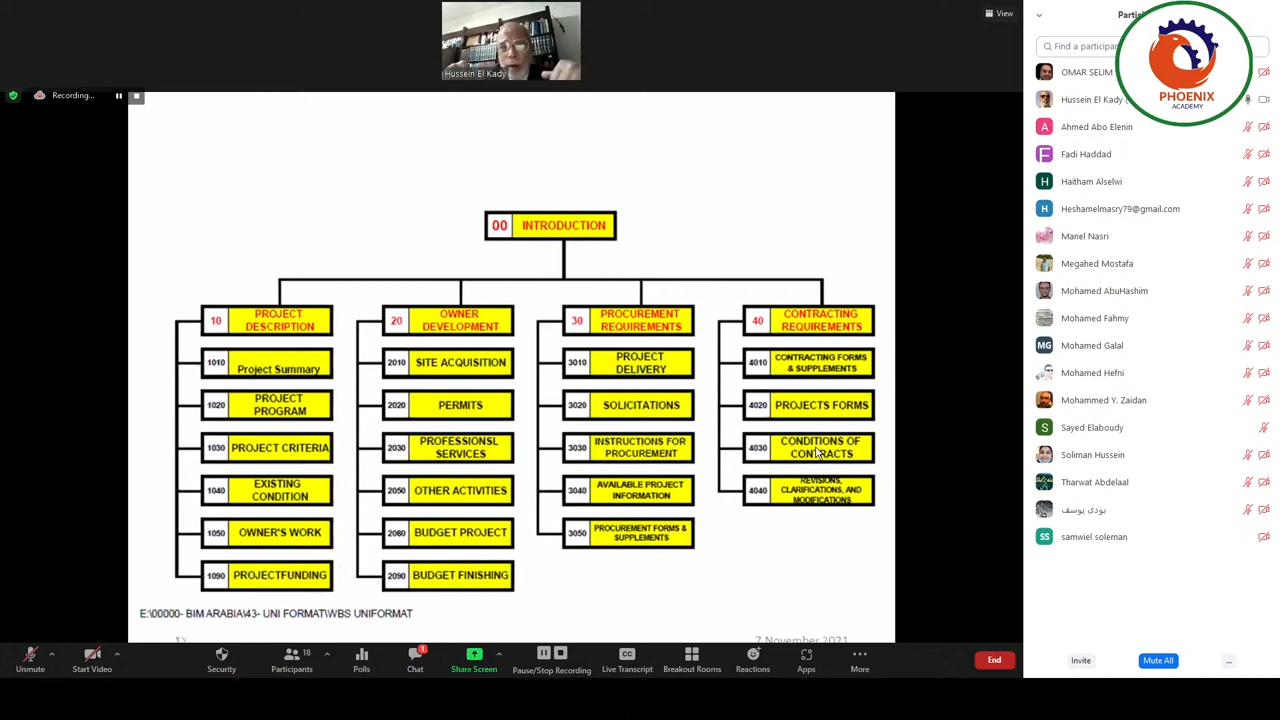 View
Hussein El Kady
Recording...
00 INTRODUCTION
10 PROJECT DESCRIPTION
1010 Project Summary
1020 PROJECT PROGRAM
1030 PROJECT CRITERIA
1040 EXISTING CONDITION
1050 OWNER'S WORK
1090 PROJECTFUNDING
20 OWNER DEVELOPMENT
2010 SITE ACQUISITION
2020 PERMITS
2030 PROFESSIONSL SERVICES
2050 OTHER ACTIVITIES
2080 BUDGET PROJECT
2090 BUDGET FINISHING
30 PROCUREMENT REQUIREMENTS
3010 PROJECT DELIVERY
3020 SOLICITATIONS
3030 INSTRUCTIONS FOR PROCUREMENT
3040 AVAILABLE PROJECT INFORMATION
3050 PROCUREMENT FORMS & SUPPLEMENTS
40 CONTRACTING REQUIREMENTS
4010 CONTRACTING FORMS & SUPPLEMENTS
4020 PROJECTS FORMS
4030 CONDITIONS OF CONTRACTS
4040 REVISIONS, CLARIFICATIONS, AND MODIFICATIONS
E:\00000- BIM ARABIA\43- UNI FORMAT\WBS UNIFORMAT
7 November 2021
Unmute
Start Video
Security
Participants 18
Polls
Chat 1
Share Screen
Pause/Stop Recording
Live Transcript
Breakout Rooms
Reactions
Apps
More
End
Find a participa
PHOENIX
ACADEMY
OMAR SELIM
Hussein El Kady
A Ahmed Abo Elenin
F Fadi Haddad
H Haitham Alselwi
H Heshamelmasry79@gmail.com
Manel Nasri
Megahed Mostafa
Mohamed AbuHashim
Mohamed Fahmy
MG Mohamed Galal
Mohamed Hefni
Mohammed Y. Zaidan
Sayed Elaboudy
Soliman Hussein
Tharwat Abdelaal
بودى يوسف
SS samwiel soleman
Invite
Mute All
...